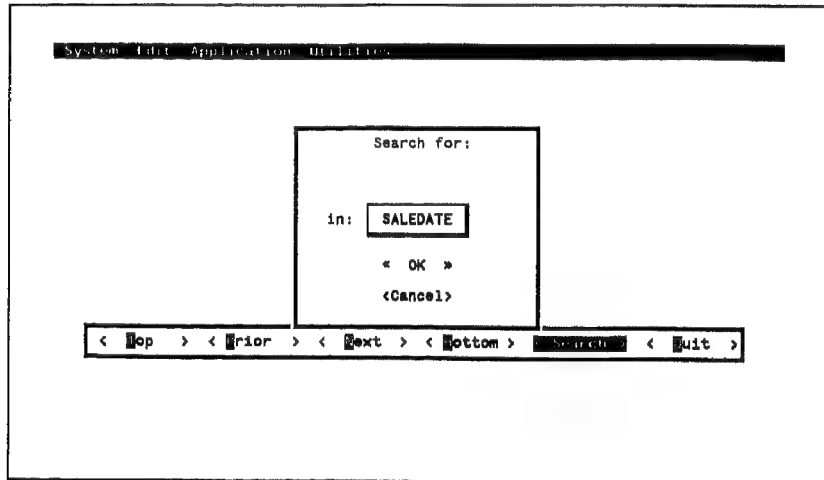 System Edit Application Utilities
Search for:
in: SALEDATE
« OK »
<Cancel>
< Top > < Prior > < Next > < Bottom > < Search > < Quit >